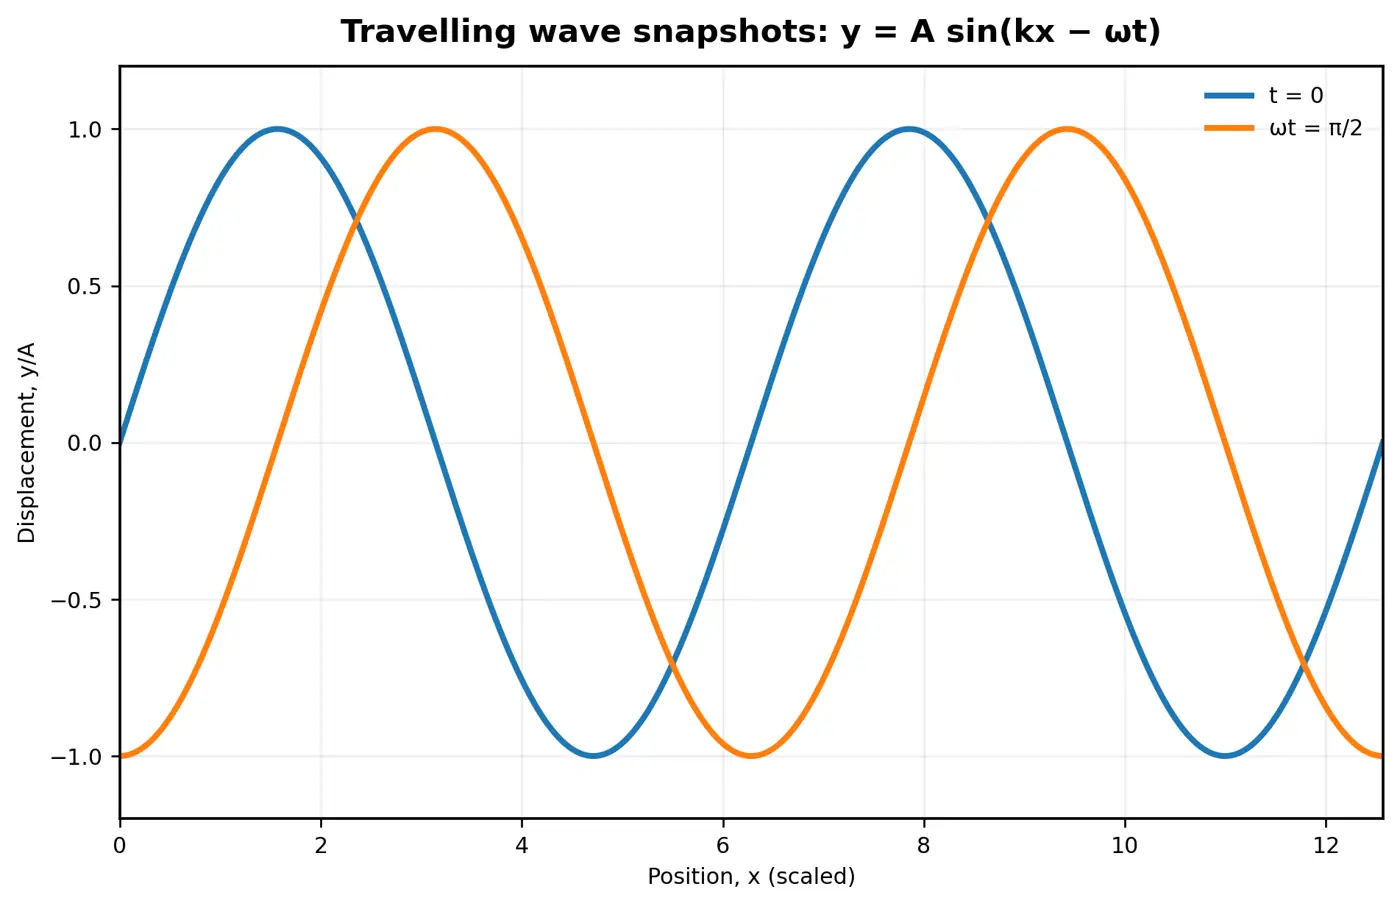 Travelling wave snapshots: y = A sin(kx − ωt)
t = 0
ωt = π/2
1.0
0.5
0.0
−0.5
−1.0
Displacement, y/A
0 2 4 6 8 10 12
Position, x (scaled)